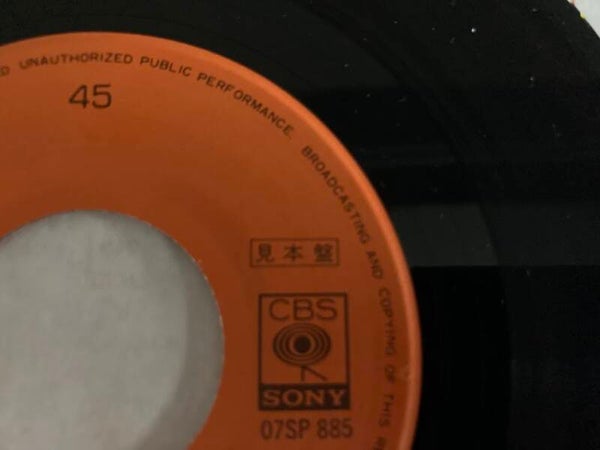 UNAUTHORIZED PUBLIC PERFORMANCE. BROADCASTING AND COPYING OF THIS
45
見本盤
CBS
SONY
07SP 885